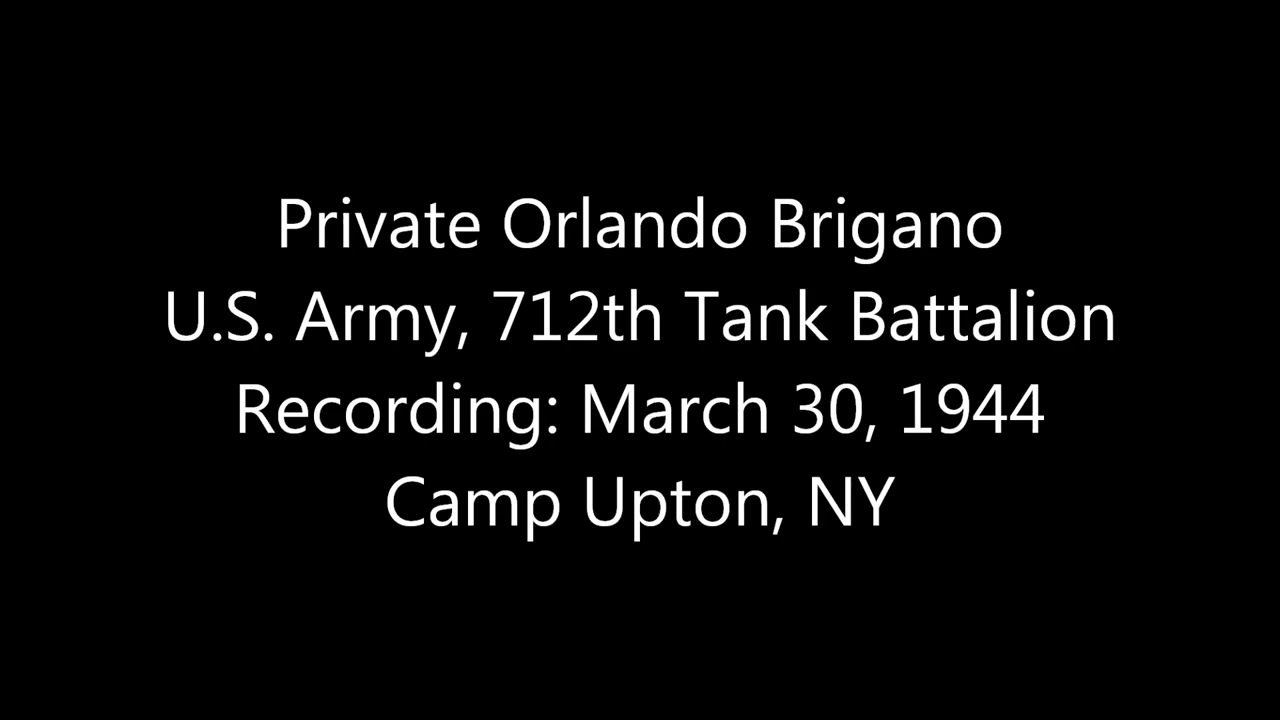 Private Orlando Brigano
U.S. Army, 712th Tank Battalion
Recording: March 30, 1944
Camp Upton, NY